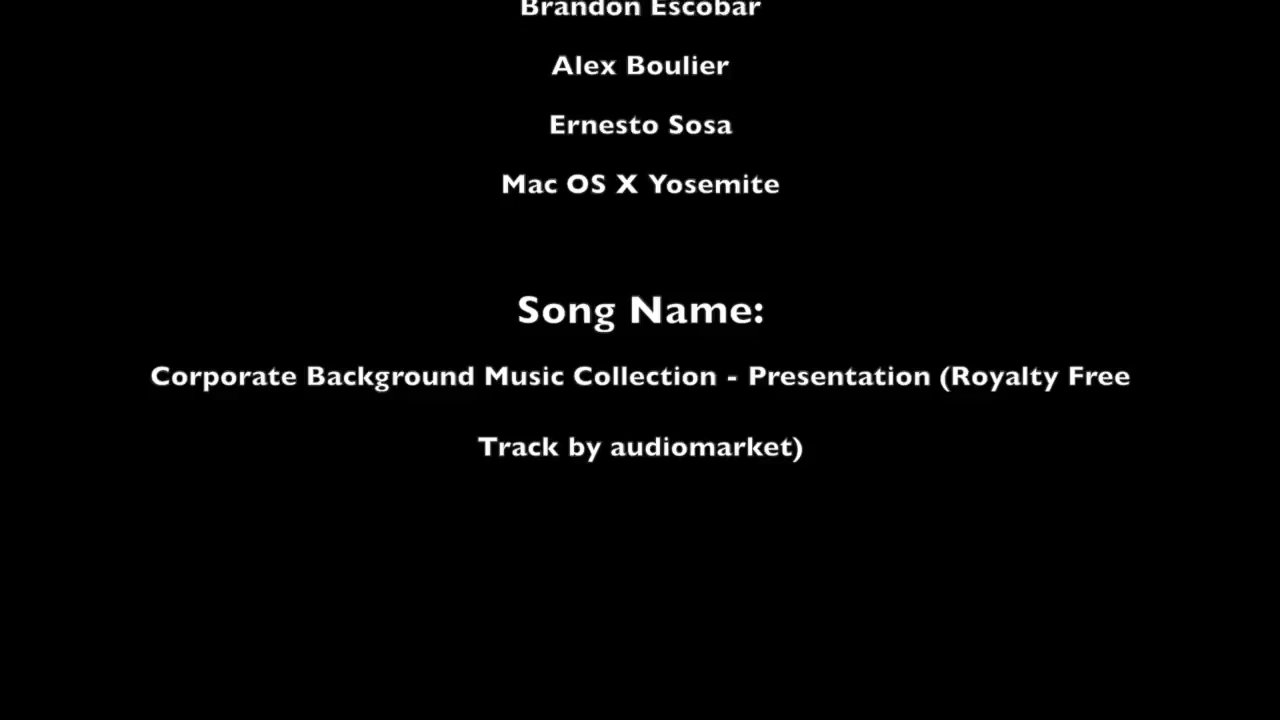 Brandon Escobar
Alex Boulier
Ernesto Sosa
Mac OS X Yosemite
Song Name:
Corporate Background Music Collection - Presentation (Royalty Free
Track by audiomarket)